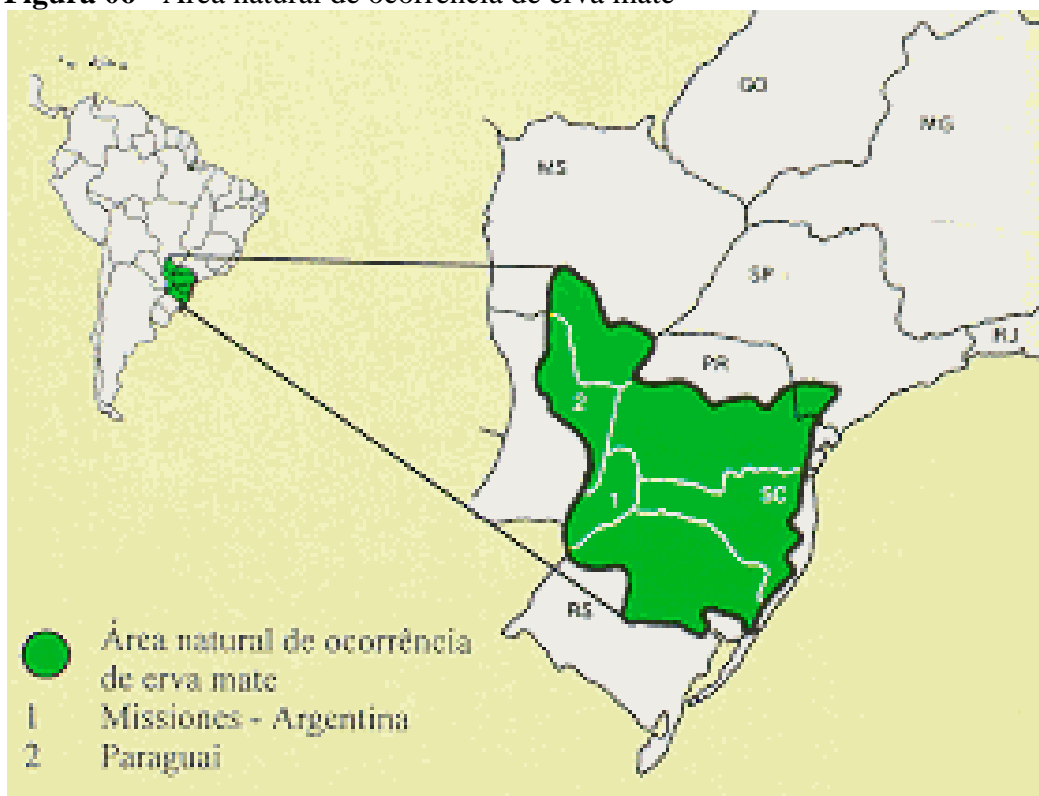 Figura 06 - Área natural de ocorrência de erva mate
GO
MG
MS
SP
RJ
PR
2
1
SC
RS
Área natural de ocorrência
de erva mate
1 Missiones - Argentina
2 Paraguai